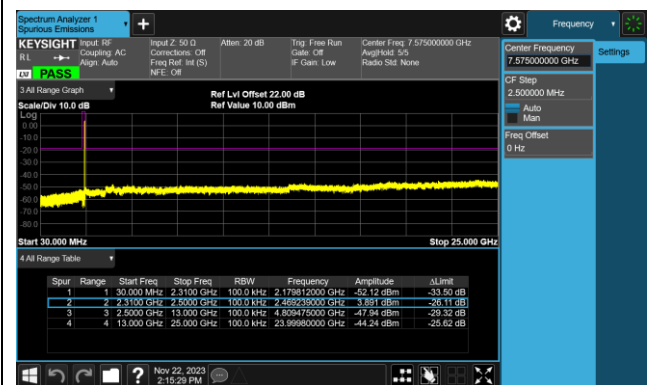 Spectrum Analyzer 1
Spurious Emissions
Frequency
KEYSIGHT Input: RF Input Z: 50 Ω Atten: 20 dB Trig: Free Run Center Freq: 7.575000000 GHz
RL Coupling: AC Corrections: Off Gate: Off Avg|Hold: 5/5
Align: Auto Freq Ref: Int (S) IF Gain: Low Radio Std: None
LXI PASS NFE: Off
Center Frequency
7.575000000 GHz
Settings
CF Step
2.500000 MHz
Auto
Man
Freq Offset
0 Hz
3 All Range Graph
Ref Lvl Offset 22.00 dB
Scale/Div 10.0 dB Ref Value 10.00 dBm
Log
0.00
-10.0
-20.0
-30.0
-40.0
-50.0
-60.0
-70.0
-80.0
Start 30.000 MHz Stop 25.000 GHz
4 All Range Table
Spur Range Start Freq Stop Freq RBW Frequency Amplitude ΔLimit
1 1 30.000 MHz 2.3100 GHz 100.0 kHz 2.179812000 GHz -52.12 dBm -33.50 dB
2 2 2.3100 GHz 2.5000 GHz 100.0 kHz 2.469239000 GHz 3.891 dBm -26.11 dB
3 3 2.5000 GHz 13.000 GHz 100.0 kHz 4.809475000 GHz -47.94 dBm -29.32 dB
4 4 13.000 GHz 25.000 GHz 100.0 kHz 23.99980000 GHz -44.24 dBm -25.62 dB
Nov 22, 2023
2:15:29 PM